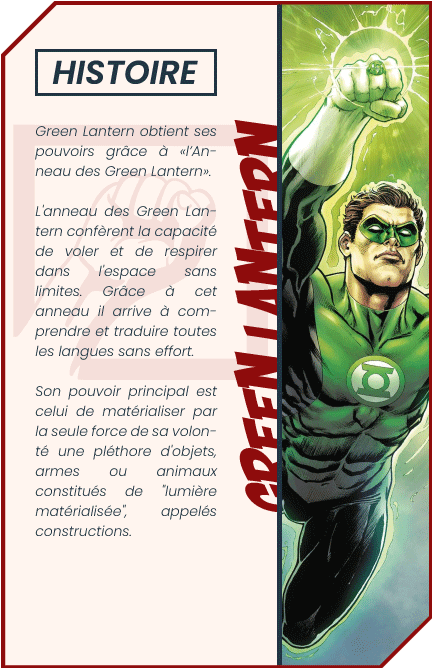 HISTOIRE
Green Lantern obtient ses
pouvoirs grâce à «l'An-
neau des Green Lantern».
L'anneau des Green Lan-
tern confèrent la capacité
de voler et de respirer
dans l'espace sans
limites. Grâce à cet
anneau il arrive à com-
prendre et traduire toutes
les langues sans effort.
Son pouvoir principal est
celui de matérialiser par
la seule force de sa volon-
té une pléthore d'objets,
armes ou animaux
constitués de "lumière
matérialisée", appelés
constructions.
GREEN LANTERN